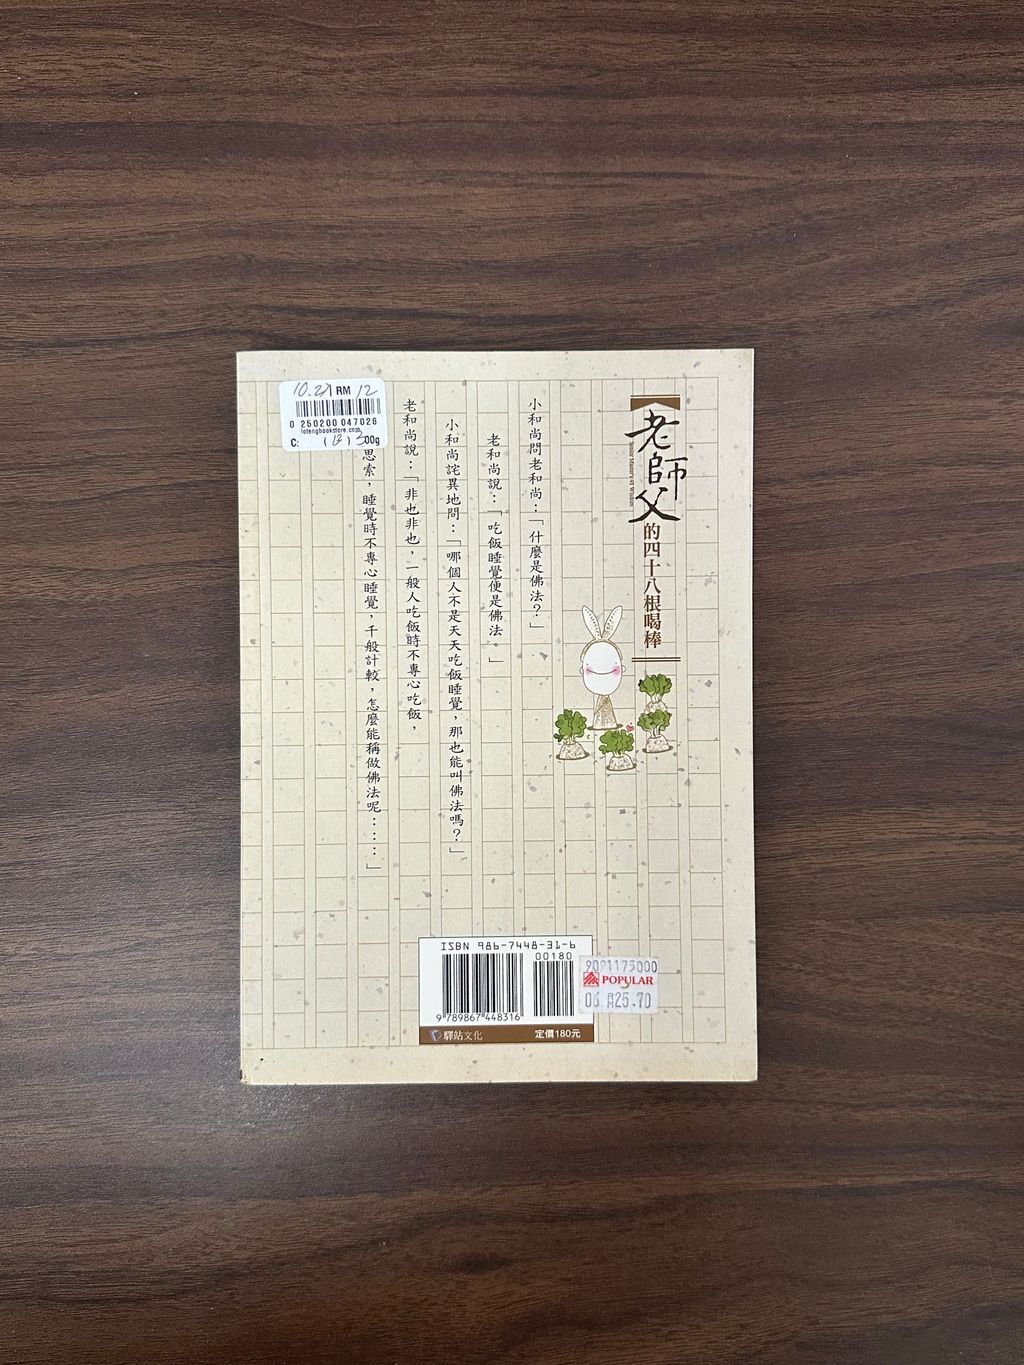 老師父
的四十八根喝棒
小和尚問老和尚：「什麼是佛法？」
老和尚說：「吃飯睡覺便是佛法。」
小和尚詫異地問：「哪個人不是天天吃飯睡覺，那也能叫佛法嗎？」
老和尚說：「非也非也，一般人吃飯時不專心吃飯，
思索，睡覺時不專心睡覺，千般計較，怎麼能稱做佛法呢……」
RM 12
0 250200 047026
lotengbookstore.com
C:
00g
ISBN 986-7448-31-6
00180
9 789867 448316
驛站文化
定價180元
9091175000
POPULAR
06 RM25.70